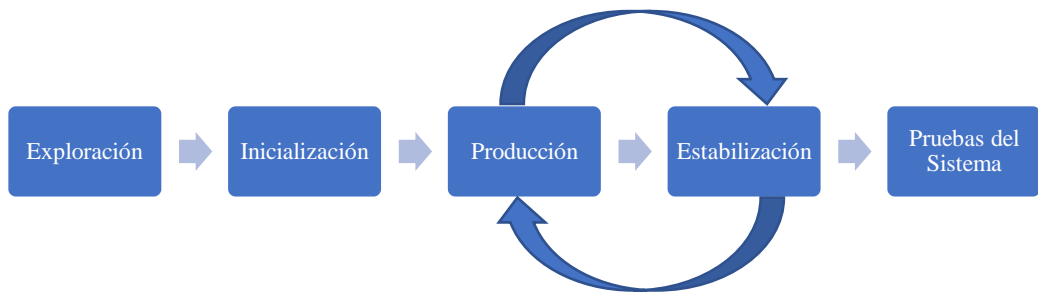 Exploración
Inicialización
Producción
Estabilización
Pruebas del
Sistema